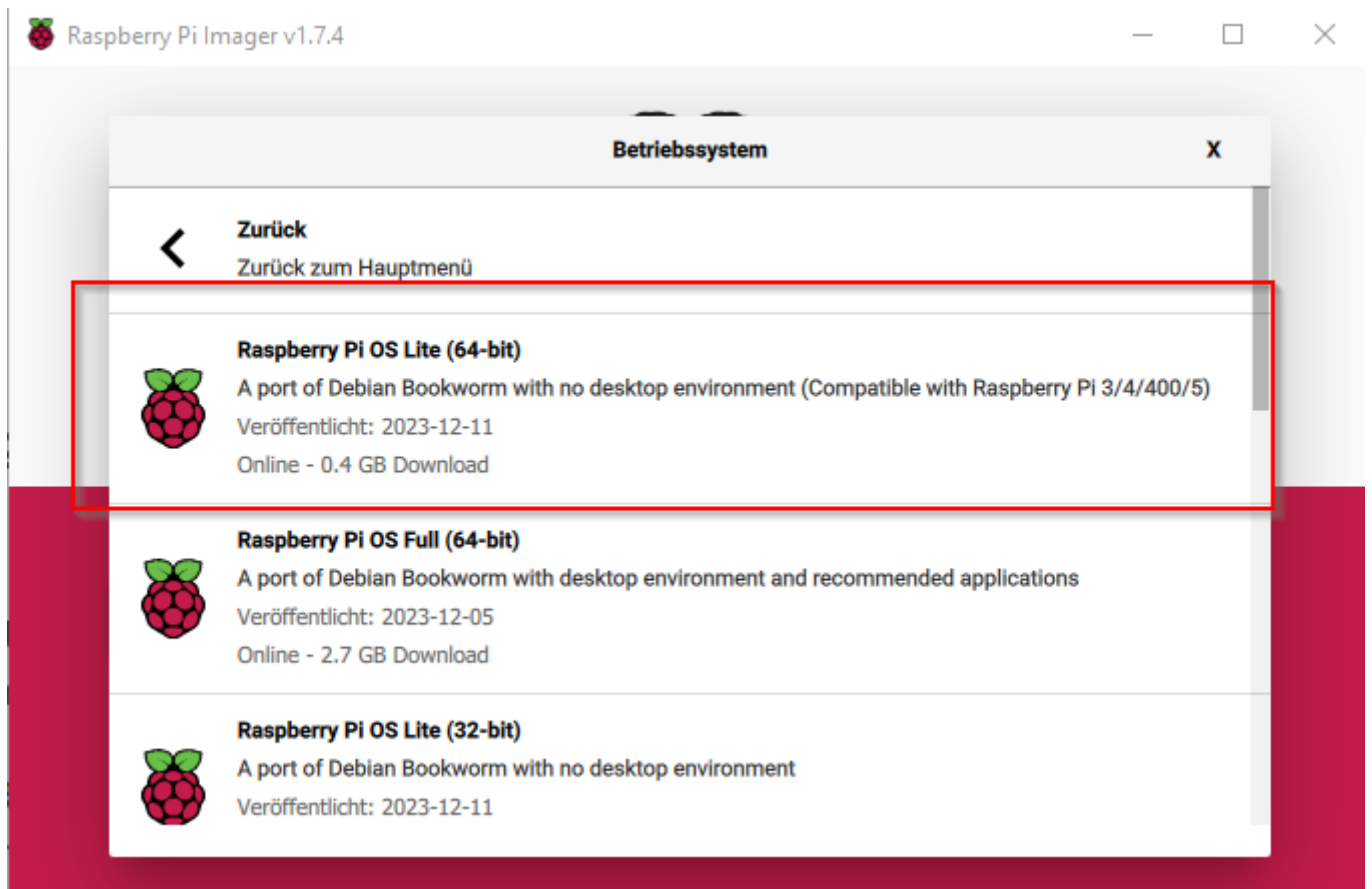 Raspberry Pi Imager v1.7.4
Betriebssystem
X
Zurück
Zurück zum Hauptmenü
Raspberry Pi OS Lite (64-bit)
A port of Debian Bookworm with no desktop environment (Compatible with Raspberry Pi 3/4/400/5)
Veröffentlicht: 2023-12-11
Online - 0.4 GB Download
Raspberry Pi OS Full (64-bit)
A port of Debian Bookworm with desktop environment and recommended applications
Veröffentlicht: 2023-12-05
Online - 2.7 GB Download
Raspberry Pi OS Lite (32-bit)
A port of Debian Bookworm with no desktop environment
Veröffentlicht: 2023-12-11